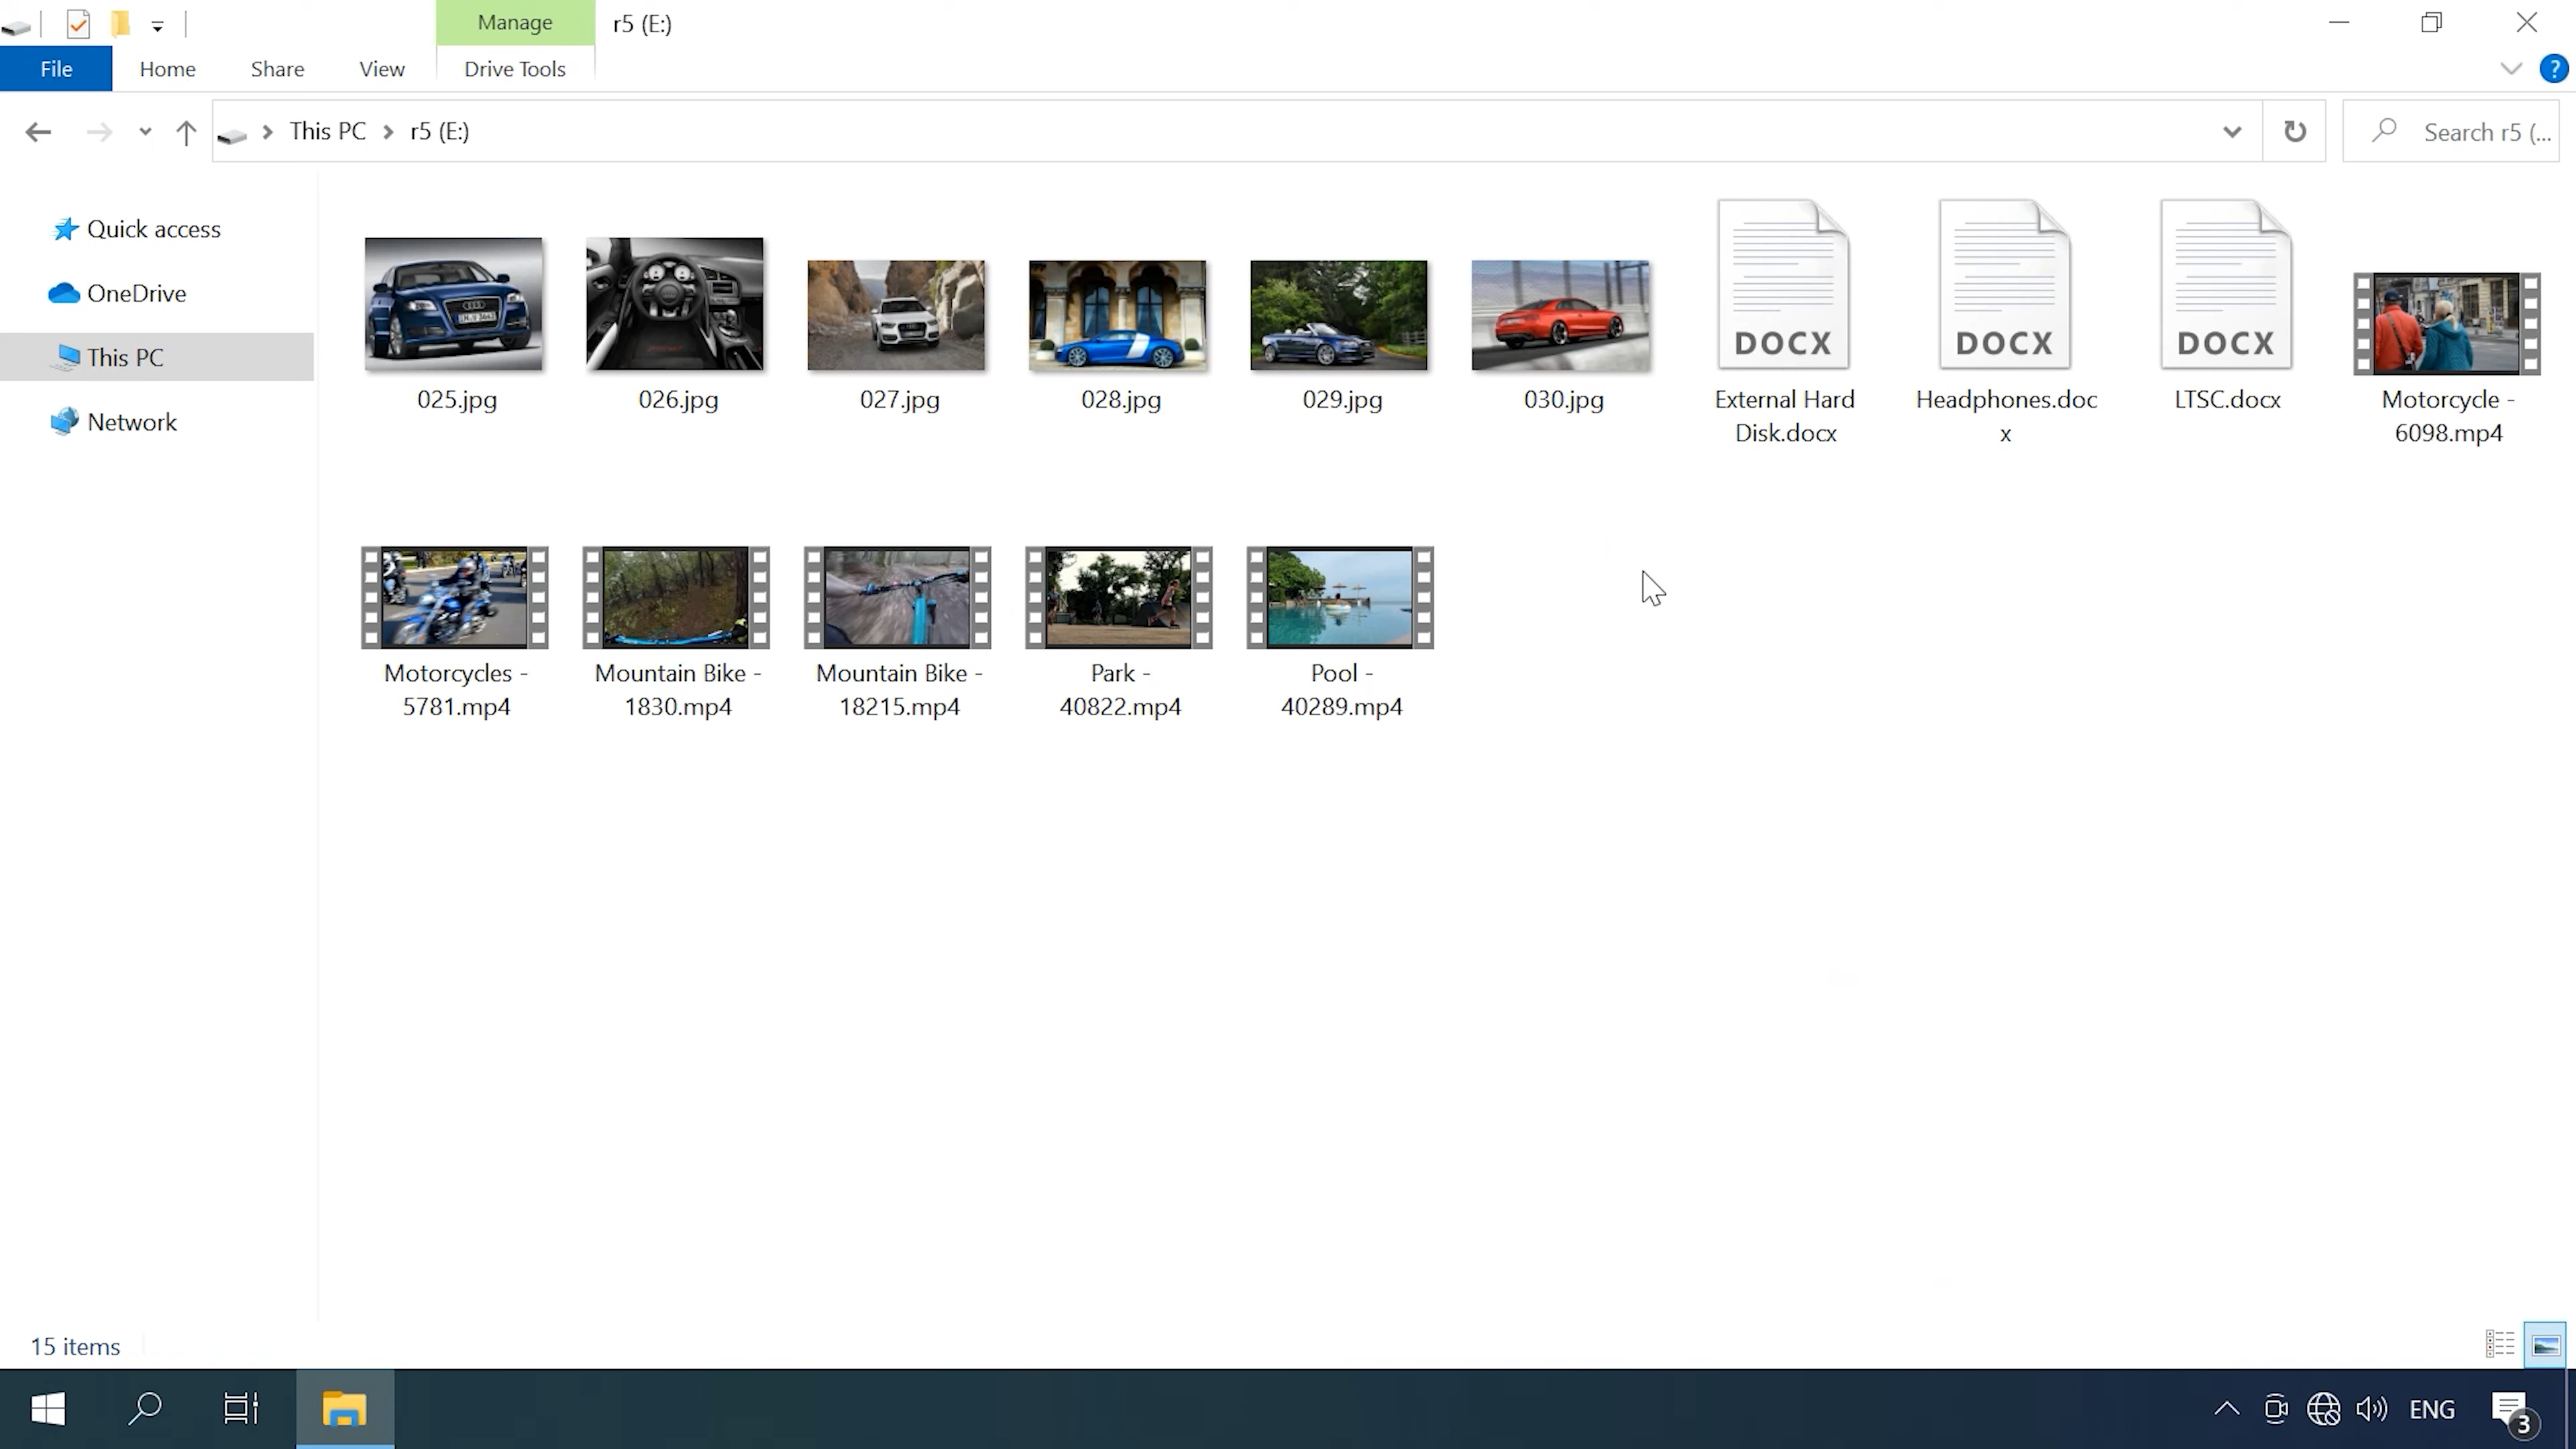 Manage
r5 (E:)
File
Home
Share
View
Drive Tools
?
This PC
r5 (E:)
Search r5 (...
Quick access
OneDrive
This PC
Network
025.jpg
026.jpg
027.jpg
028.jpg
029.jpg
030.jpg
DOCX
External Hard
Disk.docx
DOCX
Headphones.doc
x
DOCX
LTSC.docx
Motorcycle -
6098.mp4
Motorcycles -
5781.mp4
Mountain Bike -
1830.mp4
Mountain Bike -
18215.mp4
Park -
40822.mp4
Pool -
40289.mp4
15 items
ENG
3